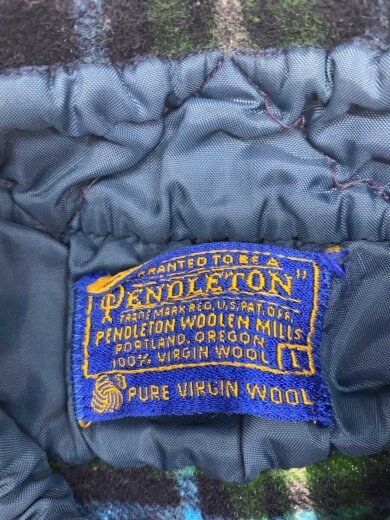 RANTED TO BE A
PENDLETON"
TRADE MARK REG. U.S. PAT. OFF.
PENDLETON WOOLEN MILLS
PORTLAND, OREGON
100% VIRGIN WOOL L
PURE VIRGIN WOOL